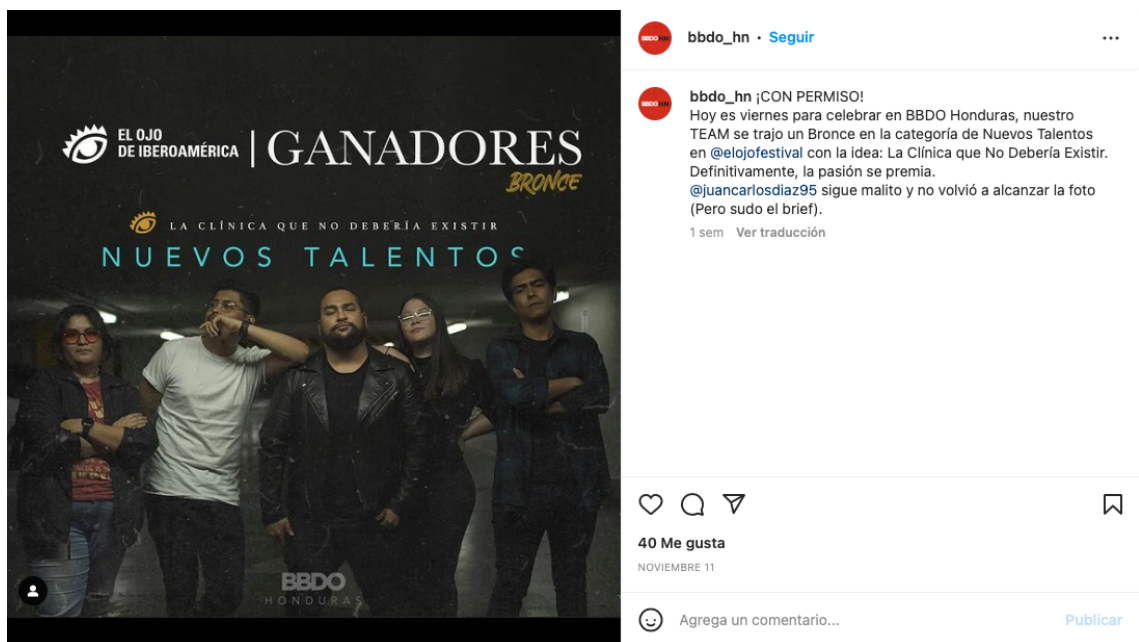 EL OJO
DE IBEROAMÉRICA
GANADORES
BRONCE
LA CLÍNICA QUE NO DEBERÍA EXISTIR
NUEVOS TALENTOS
BBDO
HONDURAS
BBDO HN
bbdo_hn • Seguir
BBDO HN
bbdo_hn ¡CON PERMISO!
Hoy es viernes para celebrar en BBDO Honduras, nuestro
TEAM se trajo un Bronce en la categoría de Nuevos Talentos
en @elojofestival con la idea: La Clínica que No Debería Existir.
Definitivamente, la pasión se premia.
@juancarlosdiaz95 sigue malito y no volvió a alcanzar la foto
(Pero sudo el brief).
1 sem Ver traducción
40 Me gusta
NOVIEMBRE 11
Agrega un comentario... Publicar